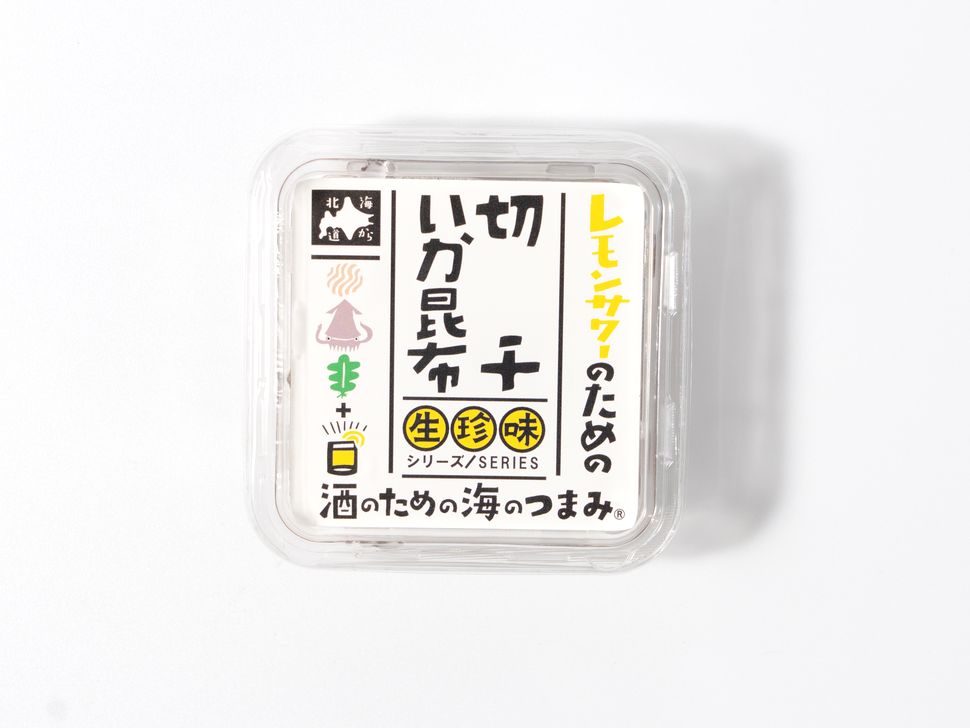 レモンサワーのための
切干
いか昆布
生珍味
シリーズ/SERIES
北海道から
酒のための海のつまみ®